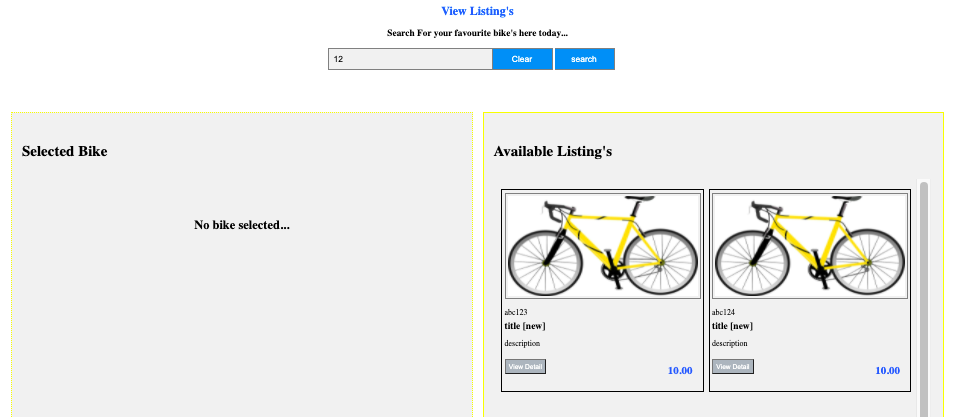 View Listing's
Search For your favourite bike's here today...
12 Clear search
Selected Bike
No bike selected...
Available Listing's
abc123
title [new]
description
View Detail 10.00
abc124
title [new]
description
View Detail 10.00